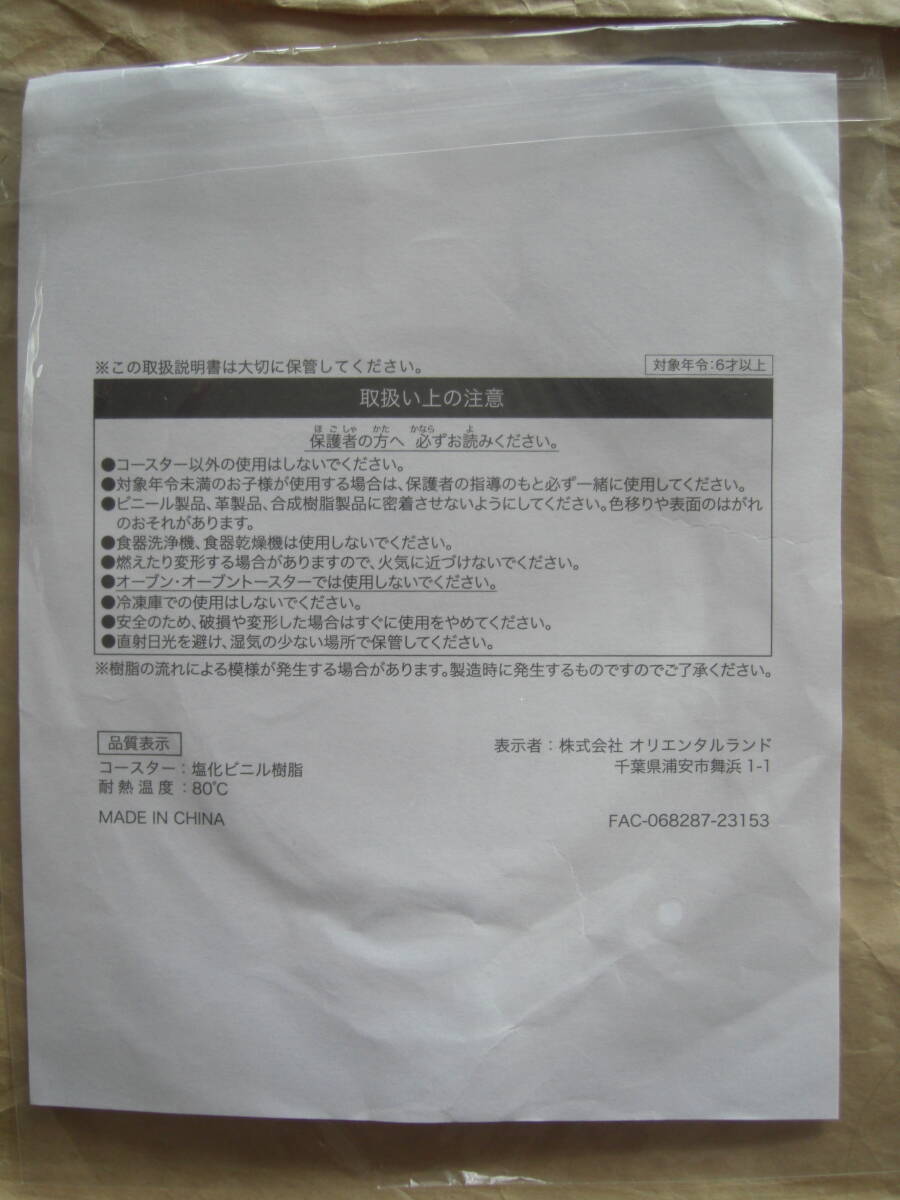 ※この取扱説明書は大切に保管してください。
対象年令:6才以上
取扱い上の注意
ほごしゃ かた かなら よ
保護者の方へ 必ずお読みください。
●コースター以外の使用はしないでください。
●対象年令未満のお子様が使用する場合は、保護者の指導のもと必ず一緒に使用してください。
●ビニール製品、革製品、合成樹脂製品に密着させないようにしてください。色移りや表面のはがれ
のおそれがあります。
●食器洗浄機、食器乾燥機は使用しないでください。
●燃えたり変形する場合がありますので、火気に近づけないでください。
●オーブン・オーブントースターでは使用しないでください。
●冷凍庫での使用はしないでください。
●安全のため、破損や変形した場合はすぐに使用をやめてください。
●直射日光を避け、湿気の少ない場所で保管してください。
※樹脂の流れによる模様が発生する場合があります。製造時に発生するものですのでご了承ください。
品質表示
コースター:塩化ビニル樹脂
耐熱温度:80℃
MADE IN CHINA
表示者:株式会社 オリエンタルランド
千葉県浦安市舞浜 1-1
FAC-068287-23153